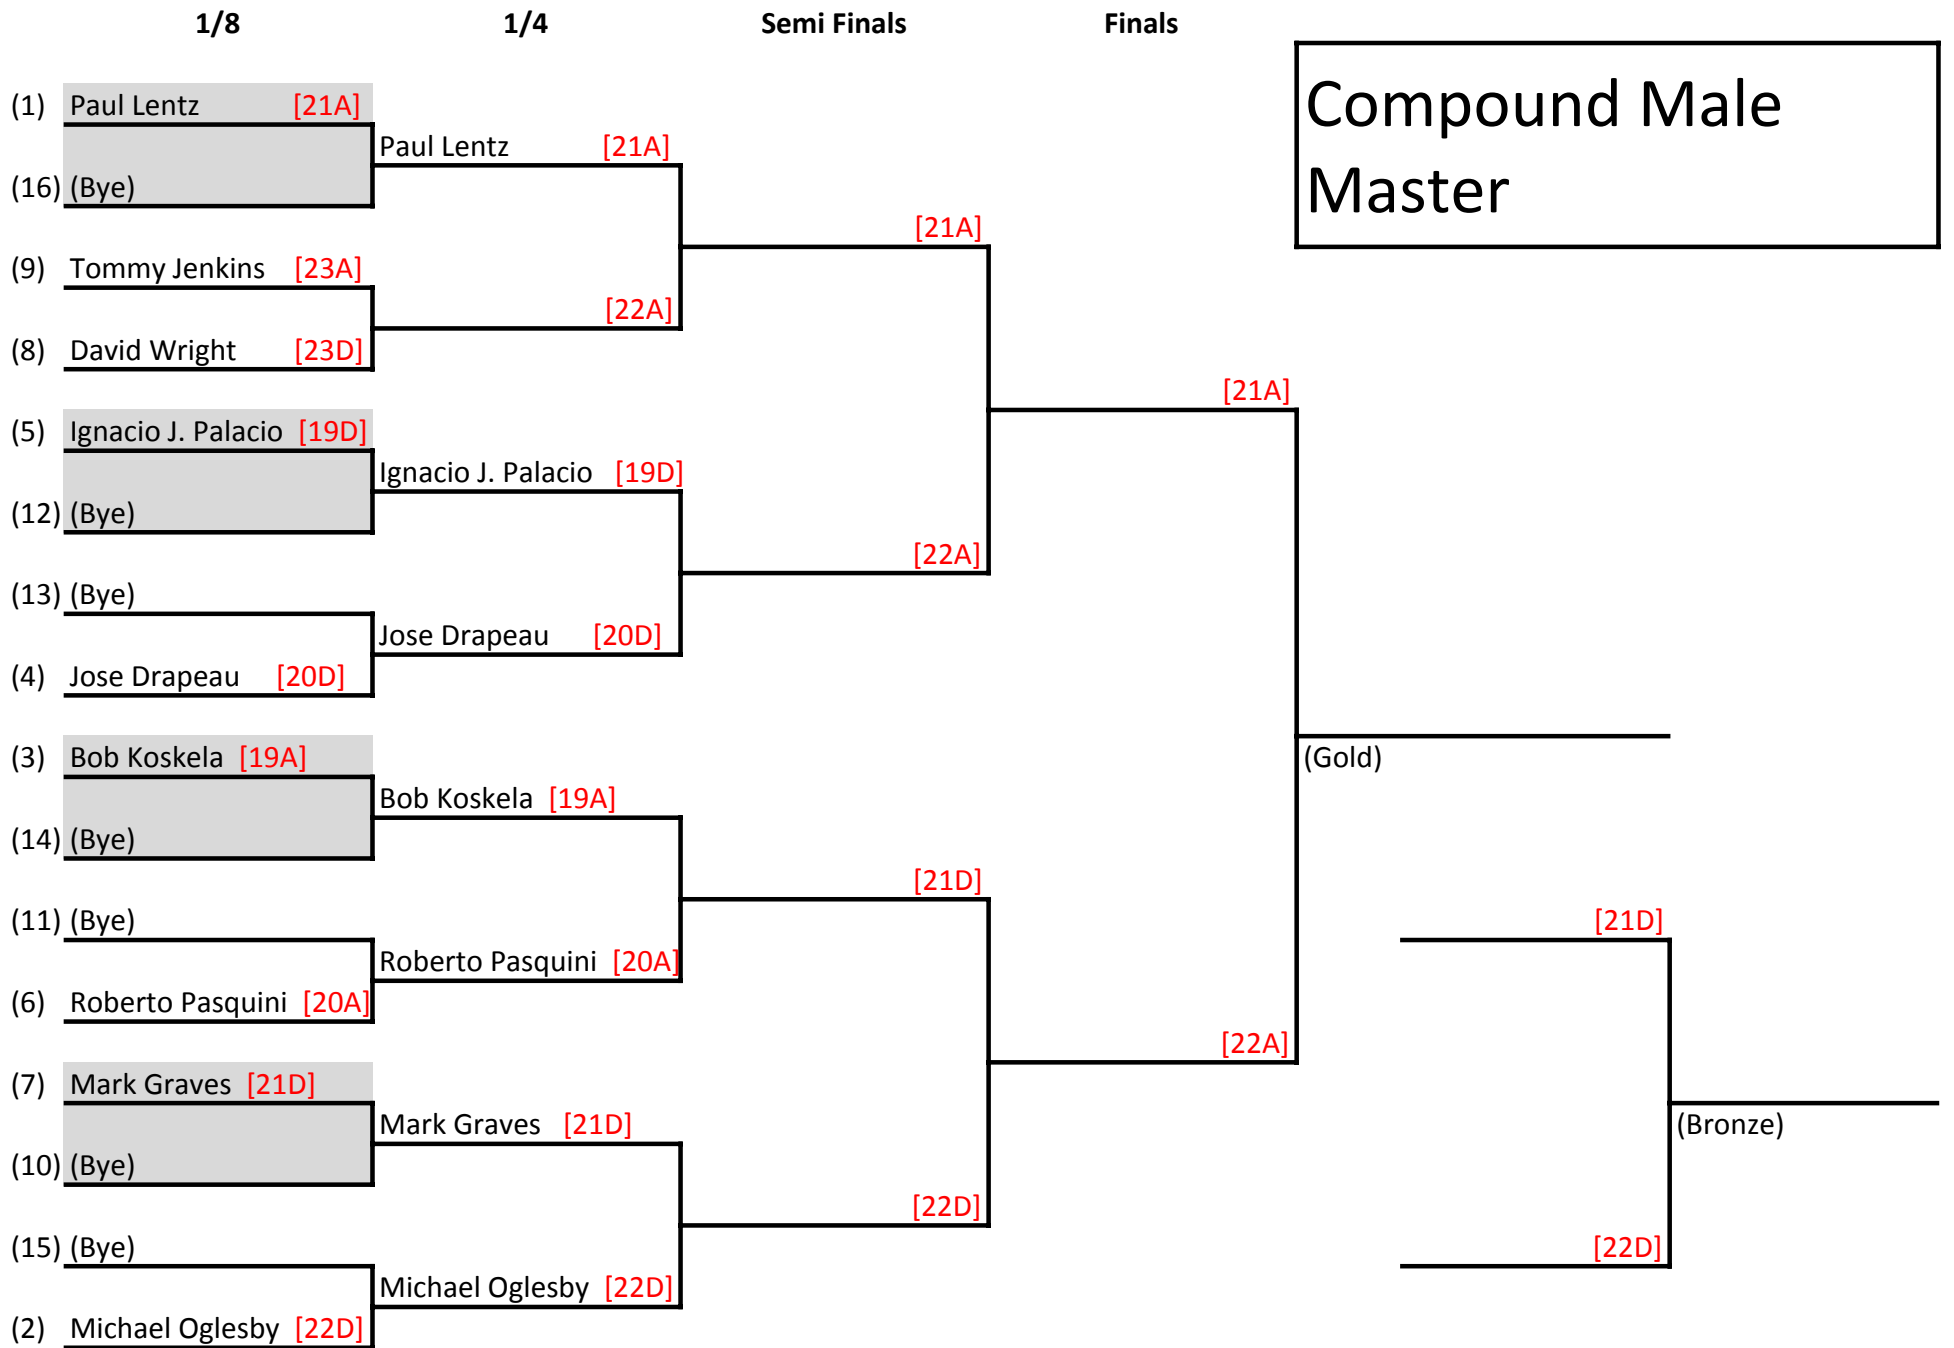 1/8 1/4 Semi Finals Finals
Compound Male
Master
(1) Paul Lentz [21A]
Paul Lentz [21A]
(16) (Bye)
[21A]
(9) Tommy Jenkins [23A]
[22A]
(8) David Wright [23D]
[21A]
(5) Ignacio J. Palacio [19D]
Ignacio J. Palacio [19D]
(12) (Bye)
[22A]
(13) (Bye)
Jose Drapeau [20D]
(4) Jose Drapeau [20D]
(3) Bob Koskela [19A]
(Gold)
Bob Koskela [19A]
(14) (Bye)
[21D]
(11) (Bye)
[21D]
Roberto Pasquini [20A]
(6) Roberto Pasquini [20A]
[22A]
(7) Mark Graves [21D]
Mark Graves [21D]
(Bronze)
(10) (Bye)
[22D]
(15) (Bye)
[22D]
Michael Oglesby [22D]
(2) Michael Oglesby [22D]